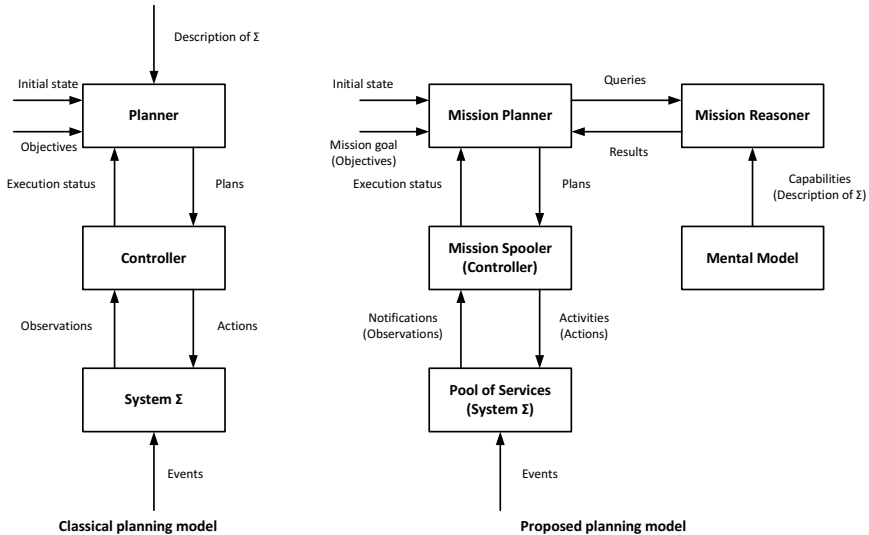 Description of Σ
Initial state
Planner
Objectives
Execution status
Plans
Controller
Observations
Actions
System Σ
Events
Classical planning model
Initial state
Queries
Mission Planner
Mission Reasoner
Mission goal
(Objectives)
Results
Execution status
Plans
Capabilities
(Description of Σ)
Mission Spooler
(Controller)
Mental Model
Notifications
(Observations)
Activities
(Actions)
Pool of Services
(System Σ)
Events
Proposed planning model